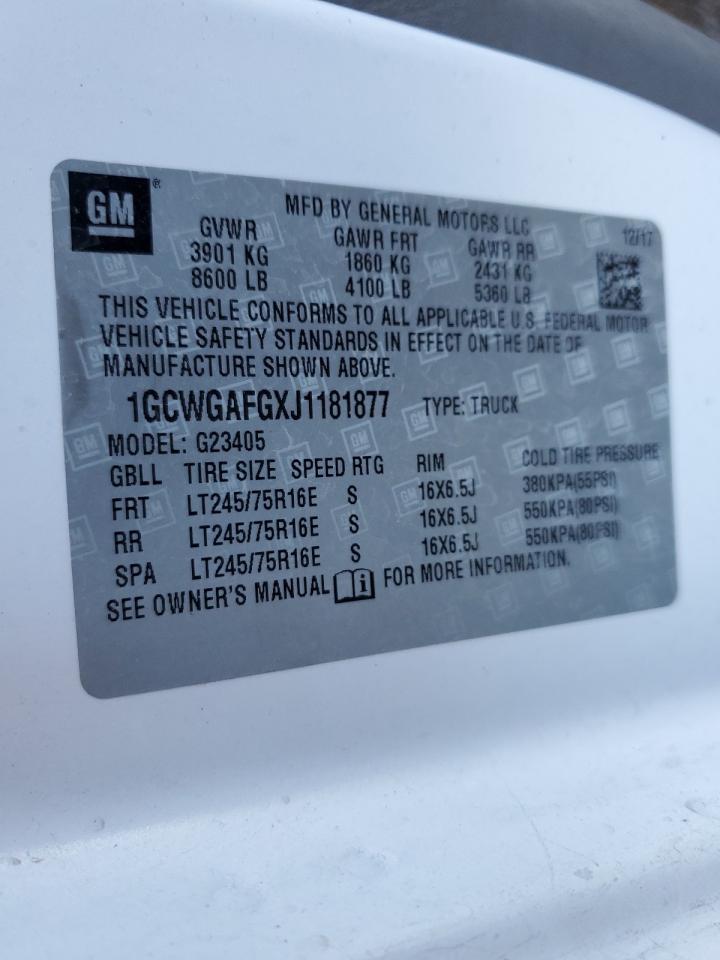 GM® MFD BY GENERAL MOTORS LLC 12/17
GVWR GAWR FRT GAWR RR
3901 KG 1860 KG 2431 KG
8600 LB 4100 LB 5360 LB
THIS VEHICLE CONFORMS TO ALL APPLICABLE U.S. FEDERAL MOTOR
VEHICLE SAFETY STANDARDS IN EFFECT ON THE DATE OF
MANUFACTURE SHOWN ABOVE.
1GCWGAFGXJ1181877 TYPE: TRUCK
MODEL: G23405
GBLL TIRE SIZE SPEED RTG RIM COLD TIRE PRESSURE
FRT LT245/75R16E S 16X6.5J 380KPA(55PSI)
RR LT245/75R16E S 16X6.5J 550KPA(80PSI)
SPA LT245/75R16E S 16X6.5J 550KPA(80PSI)
SEE OWNER'S MANUAL i FOR MORE INFORMATION.